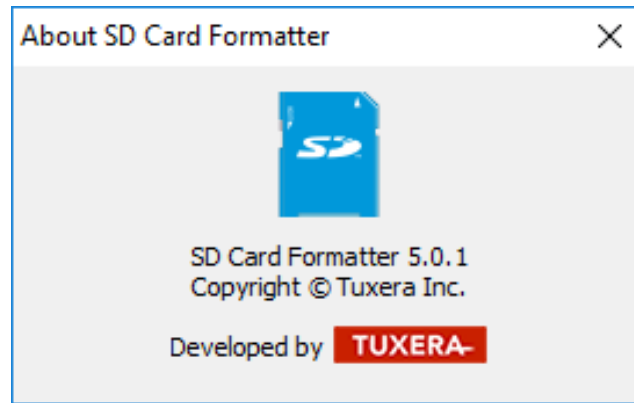 About SD Card Formatter
SD
SD Card Formatter 5.0.1
Copyright © Tuxera Inc.
Developed by TUXERA